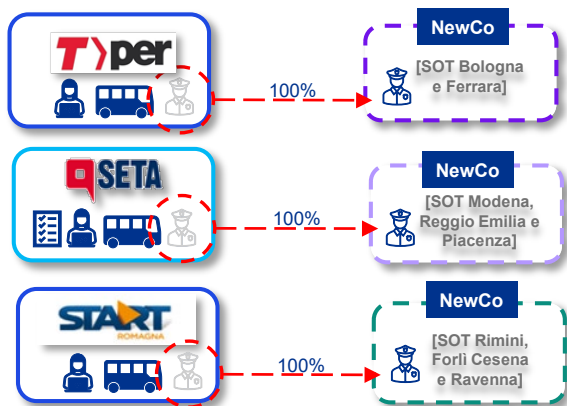 T>per
100%
NewCo
[SOT Bologna
e Ferrara]
SETA
100%
NewCo
[SOT Modena,
Reggio Emilia e
Piacenza]
START
ROMAGNA
100%
NewCo
[SOT Rimini,
Forlì Cesena
e Ravenna]